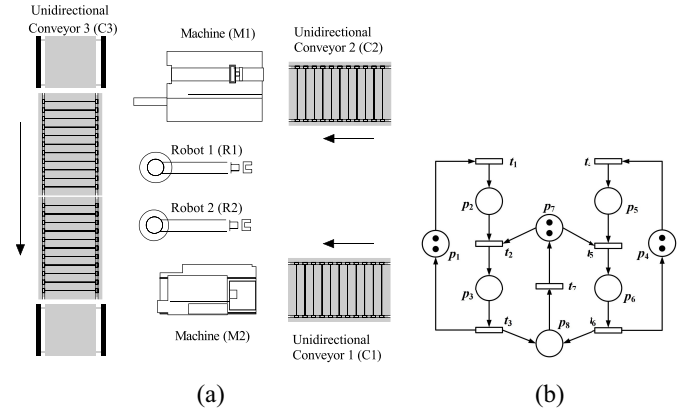 Unidirectional
Conveyor 3 (C3)
Machine (M1)
Unidirectional
Conveyor 2 (C2)
Robot 1 (R1)
Robot 2 (R2)
Machine (M2)
Unidirectional
Conveyor 1 (C1)
(a)
t1
p2
p7
p5
p1
t2
t5
p4
p3
t7
p6
t3
p8
t6
(b)